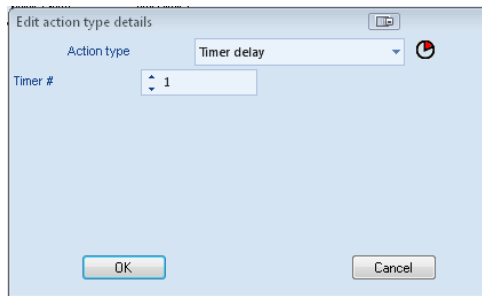 Edit action type details
Action type Timer delay
Timer # 1
OK Cancel